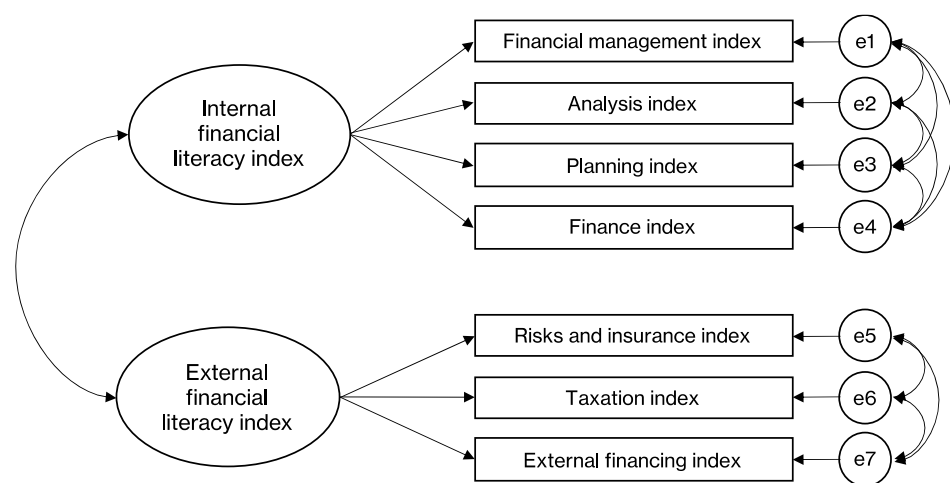 Internal
financial
literacy index
Financial management index
e1
Analysis index
e2
Planning index
e3
Finance index
e4
External
financial
literacy index
Risks and insurance index
e5
Taxation index
e6
External financing index
e7